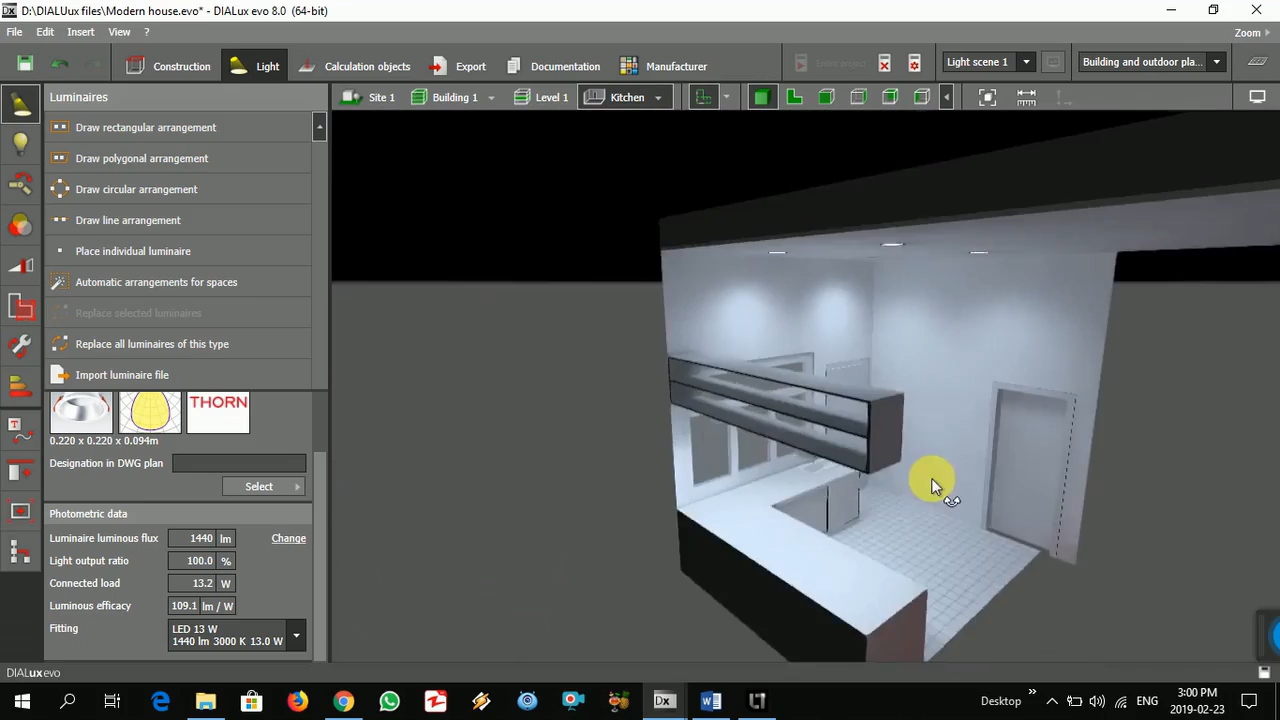 D:\DIALUux files\Modern house.evo* - DIALux evo 8.0 (64-bit)
File Edit Insert View ?
Zoom
Construction
Light
Calculation objects
Export
Documentation
Manufacturer
Entire project
Light scene 1
Building and outdoor pla...
Luminaires
Site 1
Building 1
Level 1
Kitchen
Draw rectangular arrangement
Draw polygonal arrangement
Draw circular arrangement
Draw line arrangement
Place individual luminaire
Automatic arrangements for spaces
Replace selected luminaires
Replace all luminaires of this type
Import luminaire file
THORN
0.220 x 0.220 x 0.094m
Designation in DWG plan
Select
Photometric data
Luminaire luminous flux 1440 lm Change
Light output ratio 100.0 %
Connected load 13.2 W
Luminous efficacy 109.1 lm / W
Fitting LED 13 W
1440 lm 3000 K 13.0 W
DIALux evo
Desktop
ENG
3:00 PM
2019-02-23